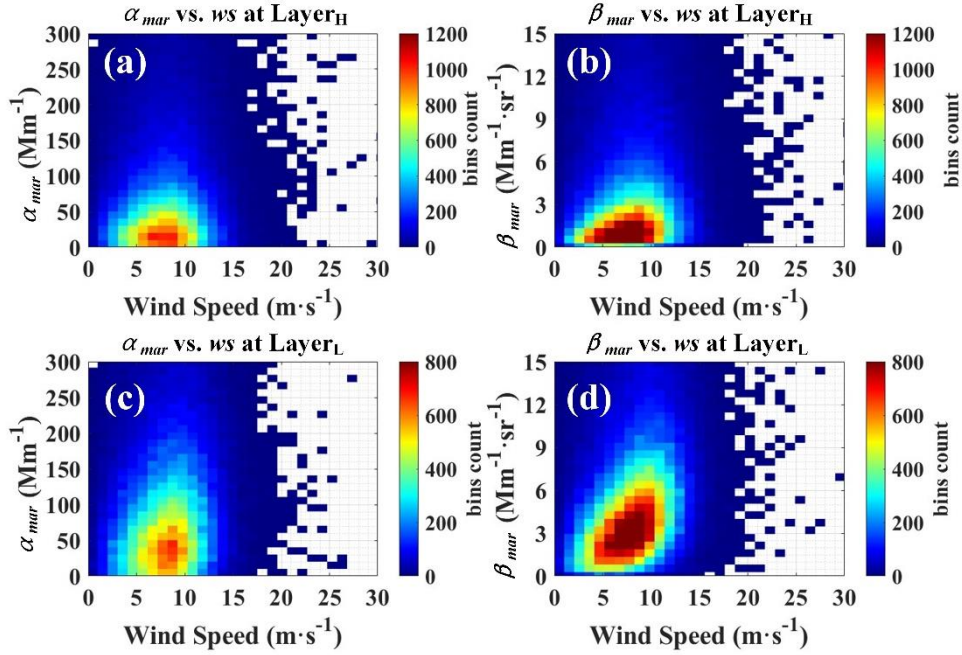 α mar vs. ws at LayerH
β mar vs. ws at LayerH
(a)
300
250
200
150
100
50
0
α mar (Mm-1)
0 5 10 15 20 25 30
Wind Speed (m·s-1)
1200
1000
800
600
400
200
0
bins count
(b)
15
12
9
6
3
0
β mar (Mm-1·sr-1)
0 5 10 15 20 25 30
Wind Speed (m·s-1)
1200
1000
800
600
400
200
0
bins count
α mar vs. ws at LayerL
β mar vs. ws at LayerL
(c)
300
250
200
150
100
50
0
α mar (Mm-1)
0 5 10 15 20 25 30
Wind Speed (m·s-1)
800
600
400
200
0
bins count
(d)
15
12
9
6
3
0
β mar (Mm-1·sr-1)
0 5 10 15 20 25 30
Wind Speed (m·s-1)
800
600
400
200
0
bins count